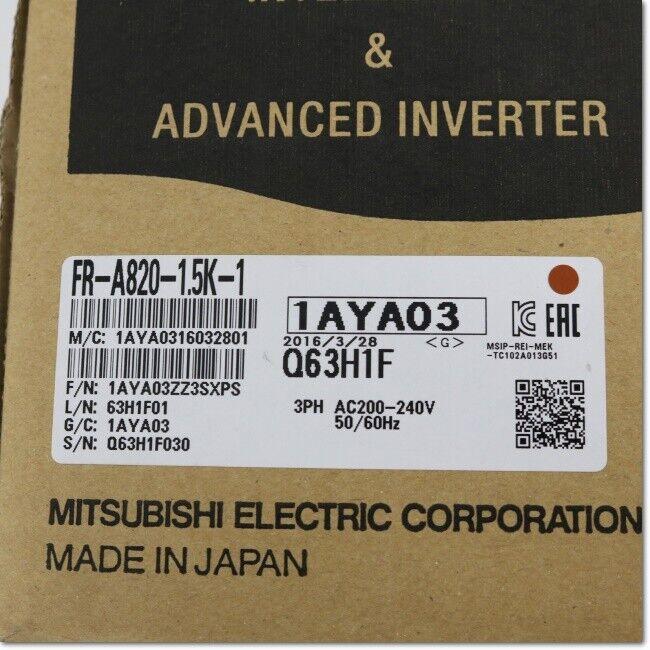 &
ADVANCED INVERTER
FR-A820-1.5K-1
M/C: 1AYA0316032801
F/N: 1AYA03ZZ3SXPS
L/N: 63H1F01
G/C: 1AYA03
S/N: Q63H1F030
1AYA03
2016/3/28 <G>
Q63H1F
3PH AC200-240V
50/60Hz
EAC
MSIP-REI-MEK
-TC102A013G51
MITSUBISHI ELECTRIC CORPORATION
MADE IN JAPAN